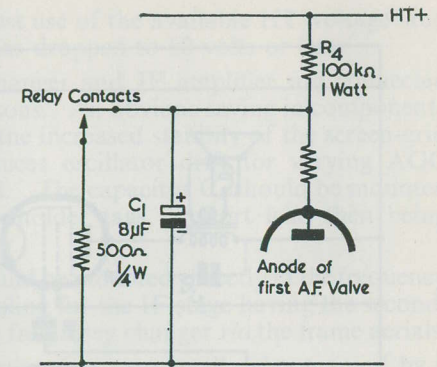 HT+
R4
100kΩ
1 Watt
Relay Contacts
C1
8μF
+
500Ω
¼W
Anode of
first A.F. Valve